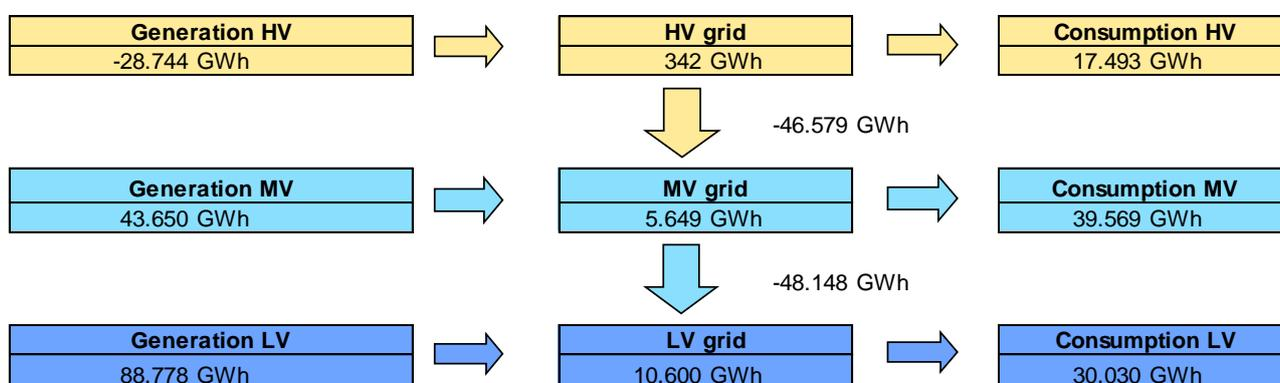 Generation HV HV grid Consumption HV
-28.744 GWh 342 GWh 17.493 GWh
-46.579 GWh
Generation MV MV grid Consumption MV
43.650 GWh 5.649 GWh 39.569 GWh
-48.148 GWh
Generation LV LV grid Consumption LV
88.778 GWh 10.600 GWh 30.030 GWh